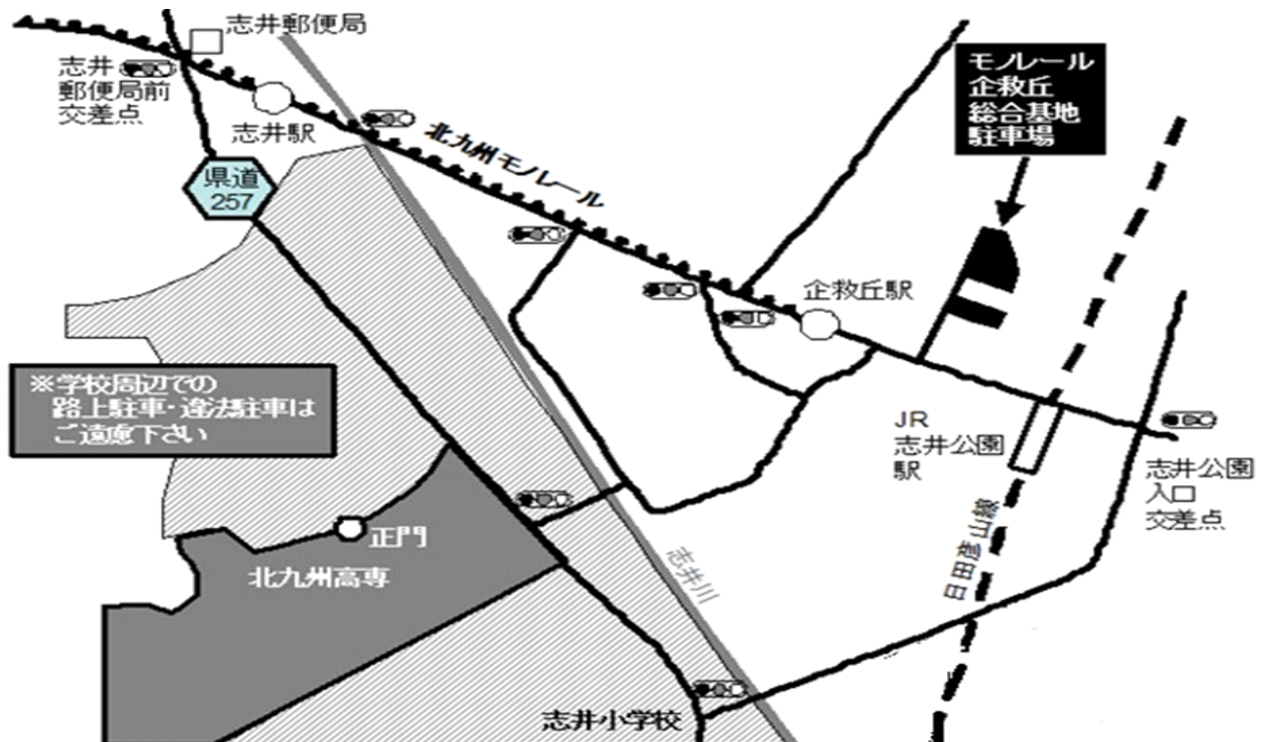 志井郵便局
志井
郵便局前
交差点
志井駅
県道
257
北九州モノレール
モノレール
企救丘
総合基地
駐車場
企救丘駅
※学校周辺での
路上駐車・違法駐車は
ご遠慮下さい
JR
志井公園
駅
志井公園
入口
交差点
日田彦山線
正門
北九州高専
志井川
志井小学校